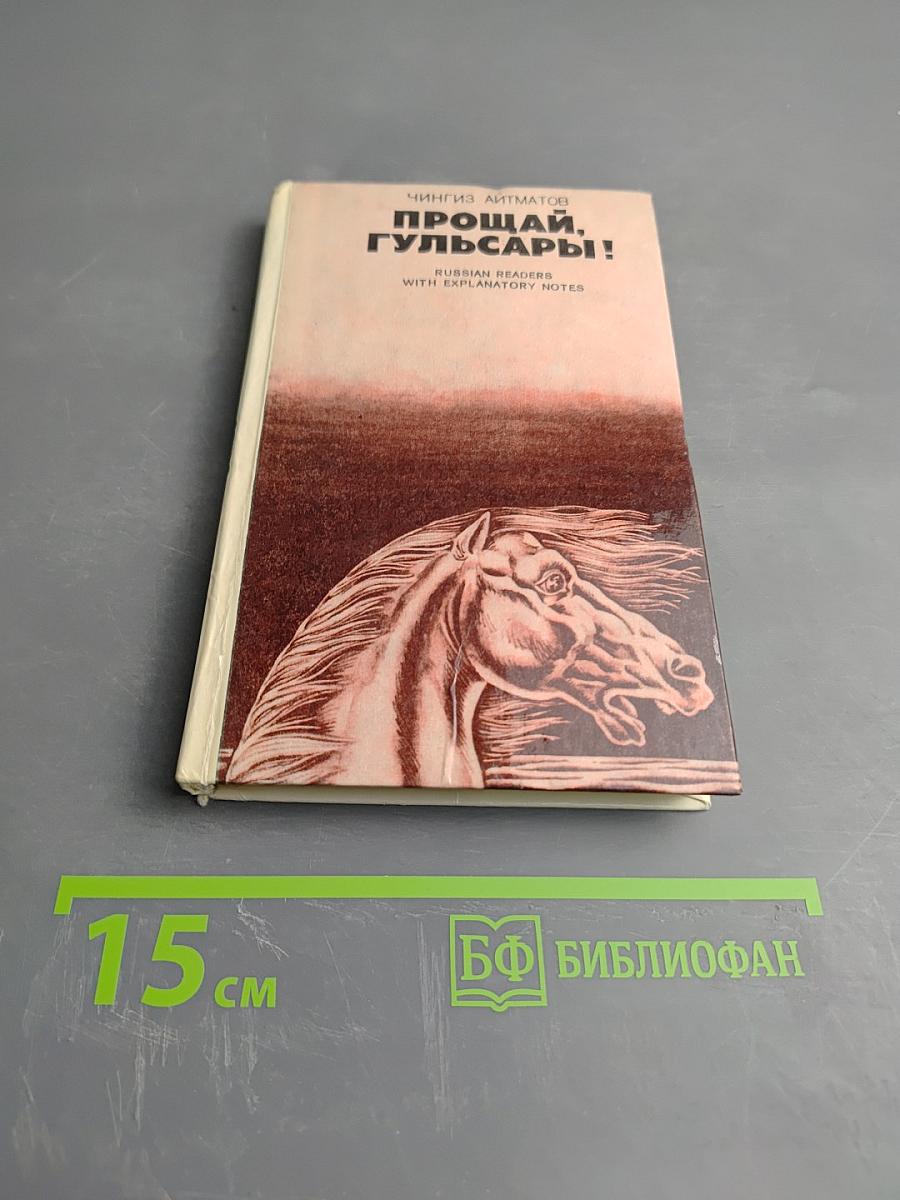 ЧИНГИЗ АЙТМАТОВ
ПРОЩАЙ,
ГУЛЬСАРЫ!
RUSSIAN READERS
WITH EXPLANATORY NOTES
15 СМ
БФ БИБЛИОФАН